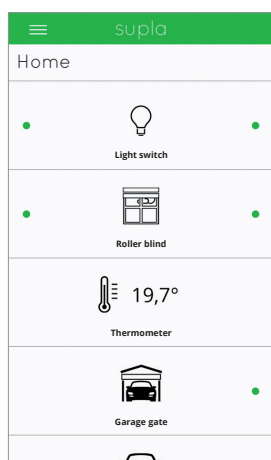 supla
Home
Light switch
Roller blind
19,7°
Thermometer
Garage gate